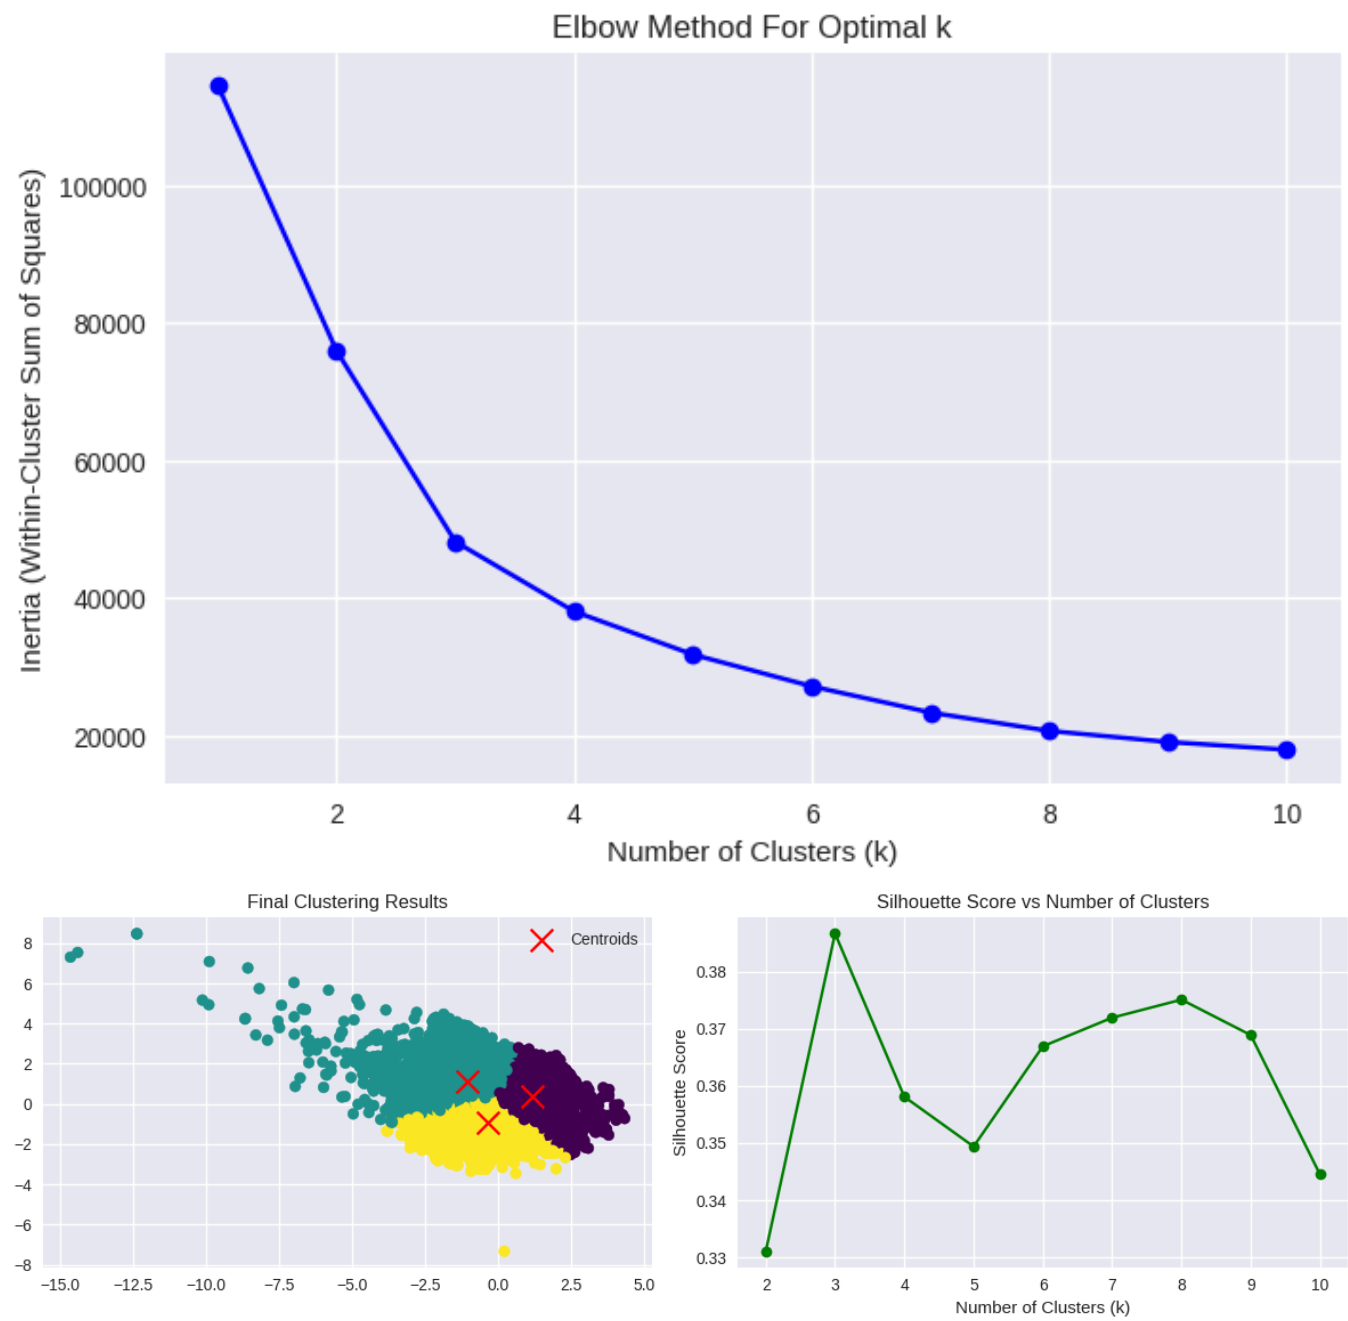 Elbow Method For Optimal k
Inertia (Within-Cluster Sum of Squares)
100000
80000
60000
40000
20000
2 4 6 8 10
Number of Clusters (k)
Final Clustering Results
Centroids
8
6
4
2
0
−2
−4
−6
−8
−15.0 −12.5 −10.0 −7.5 −5.0 −2.5 0.0 2.5 5.0
Silhouette Score vs Number of Clusters
Silhouette Score
0.38
0.37
0.36
0.35
0.34
0.33
2 3 4 5 6 7 8 9 10
Number of Clusters (k)